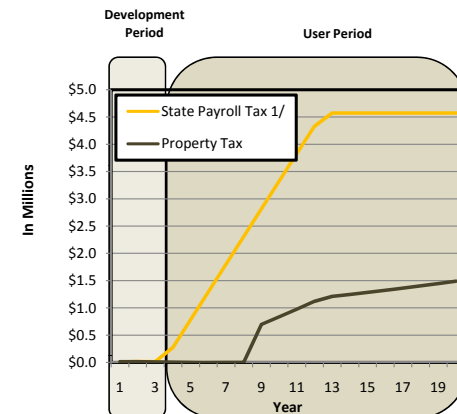 Development
Period
User Period
$5.0
$4.5
$4.0
$3.5
$3.0
$2.5
$2.0
$1.5
$1.0
$0.5
$0.0
In Millions
State Payroll Tax 1/
Property Tax
1 3 5 7 9 11 13 15 17 19
Year